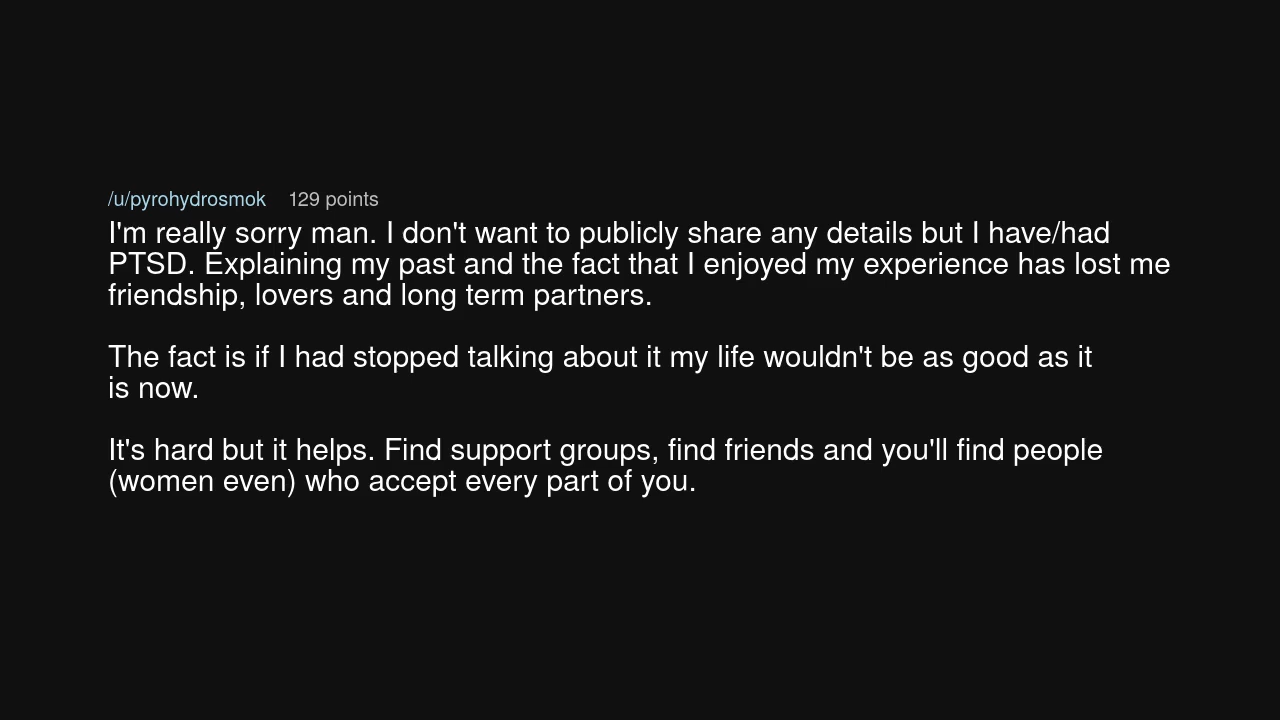 /u/pyrohydrosmok 129 points
I'm really sorry man. I don't want to publicly share any details but I have/had
PTSD. Explaining my past and the fact that I enjoyed my experience has lost me
friendship, lovers and long term partners.
The fact is if I had stopped talking about it my life wouldn't be as good as it
is now.
It's hard but it helps. Find support groups, find friends and you'll find people
(women even) who accept every part of you.